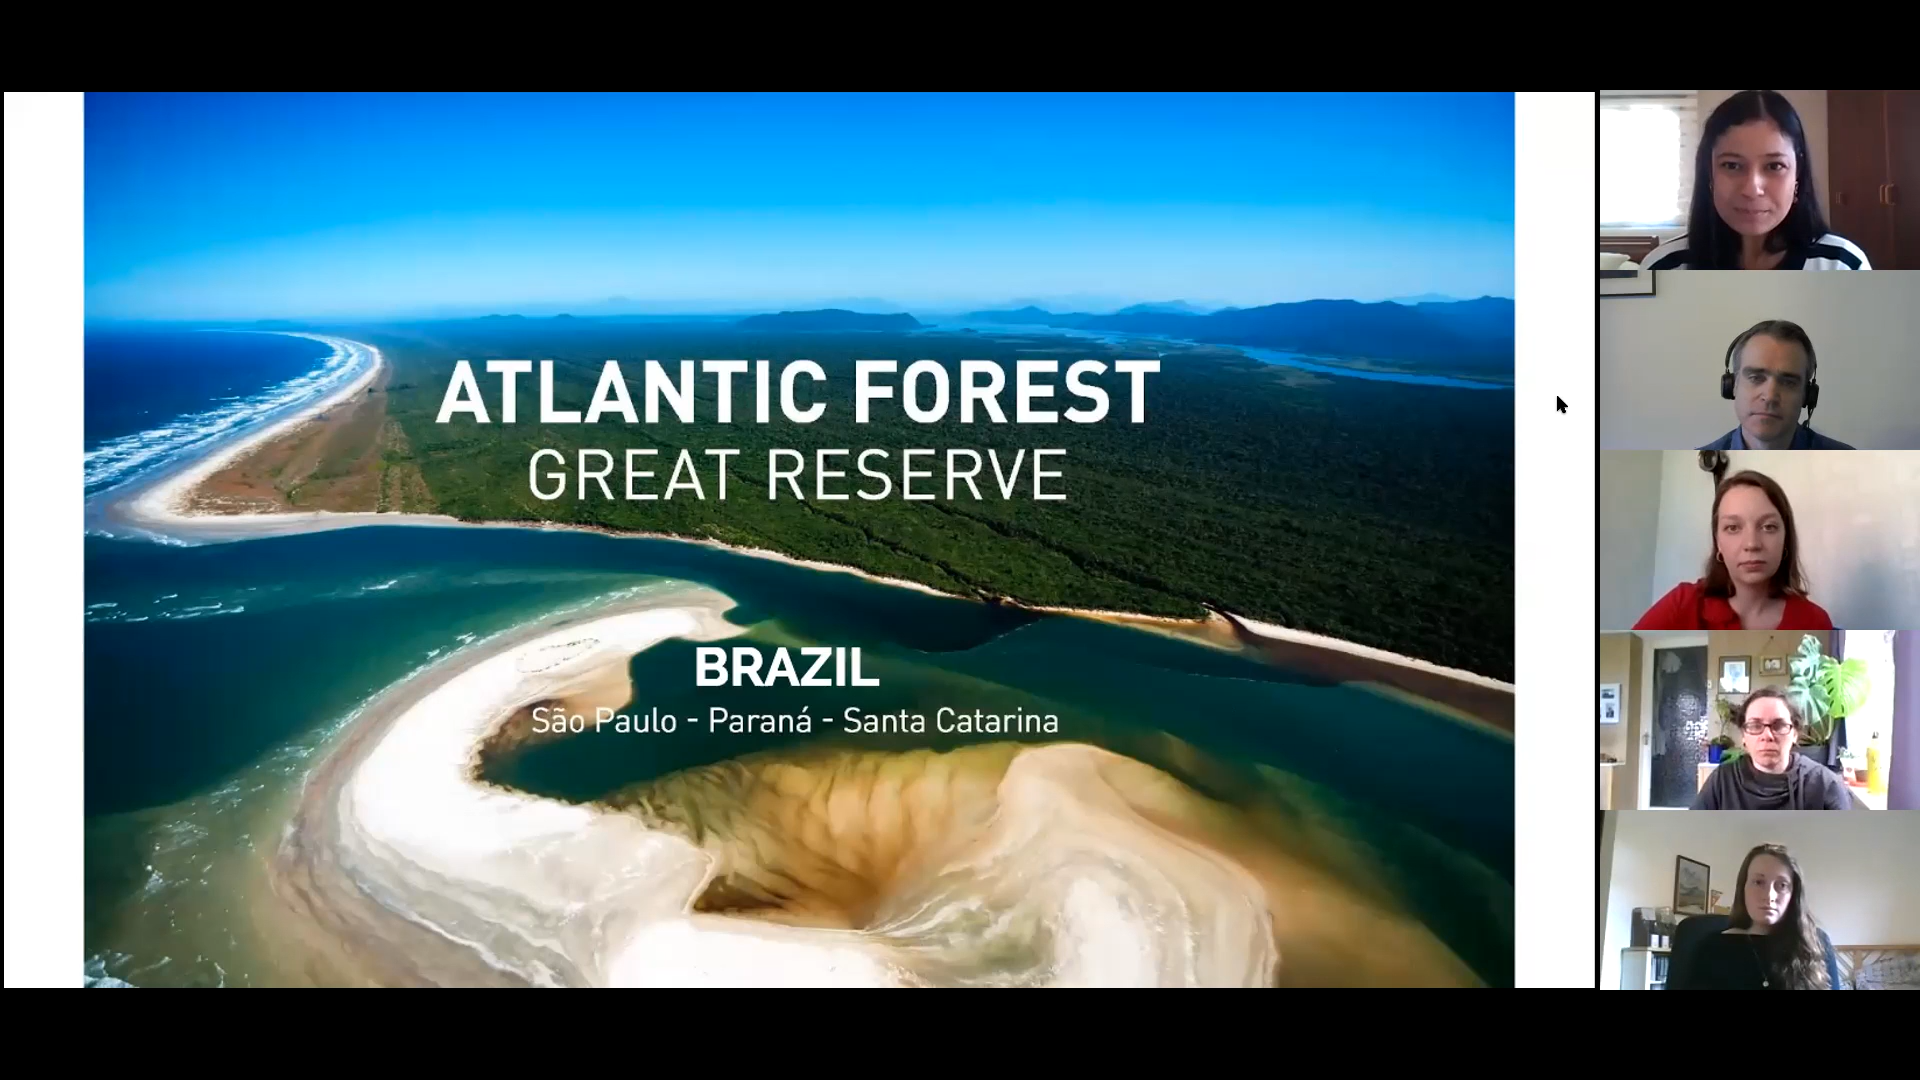 ATLANTIC FOREST
GREAT RESERVE
BRAZIL
São Paulo - Paraná - Santa Catarina